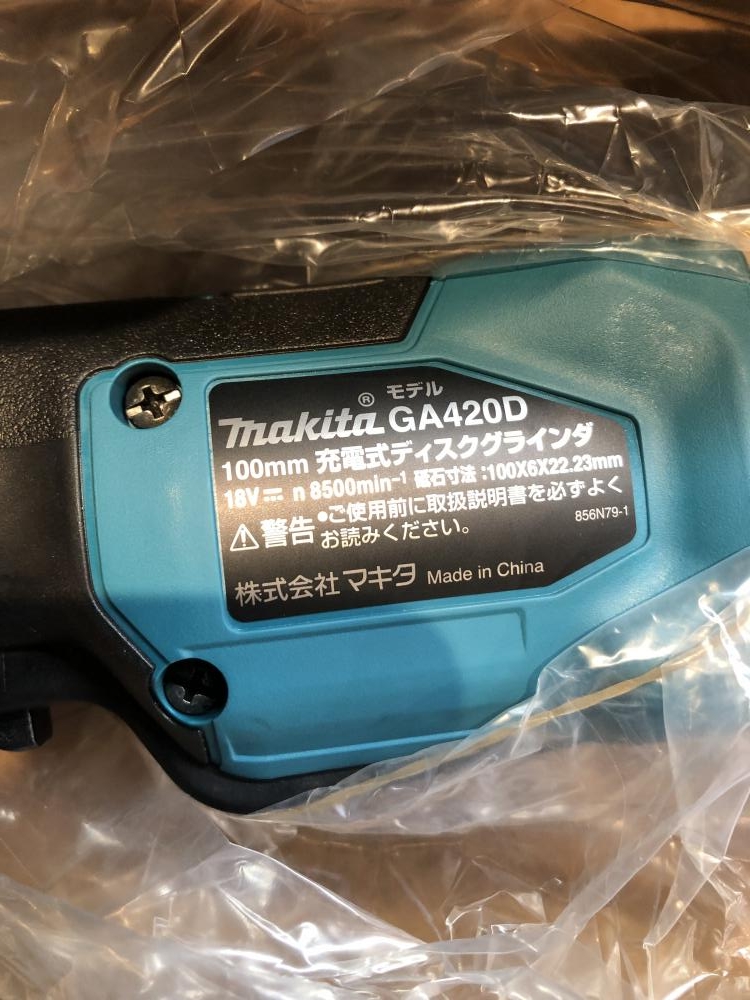 モデル
makita® GA420D
100mm 充電式ディスクグラインダ
18V⎓ n 8500min⁻¹ 砥石寸法:100X6X22.23mm
⚠警告 •ご使用前に取扱説明書を必ずよく
お読みください。 856N79-1
株式会社 マキタ Made in China